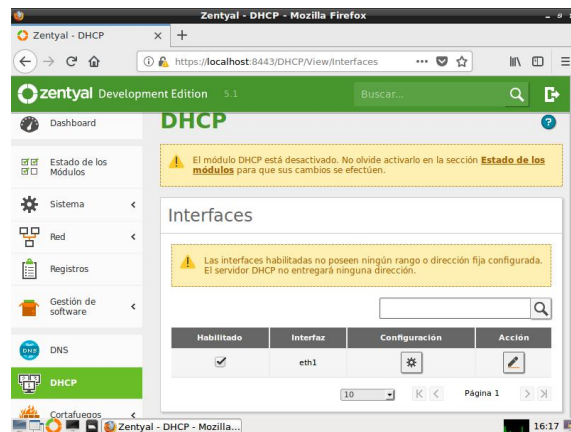 Zentyal - DHCP - Mozilla Firefox
Zentyal - DHCP
https://localhost:8443/DHCP/View/Interfaces
zentyal Development Edition 5.1
Buscar...
Dashboard
Estado de los
Módulos
Sistema
Red
Registros
Gestión de
software
DNS
DNS
DHCP
Cortafuegos
DHCP
El módulo DHCP está desactivado. No olvide activarlo en la sección Estado de los
módulos para que sus cambios se efectúen.
Interfaces
Las interfaces habilitadas no poseen ningún rango o dirección fija configurada.
El servidor DHCP no entregará ninguna dirección.
Habilitado Interfaz Configuración Acción
eth1
10 Página 1
Zentyal - DHCP - Mozilla...
16:17